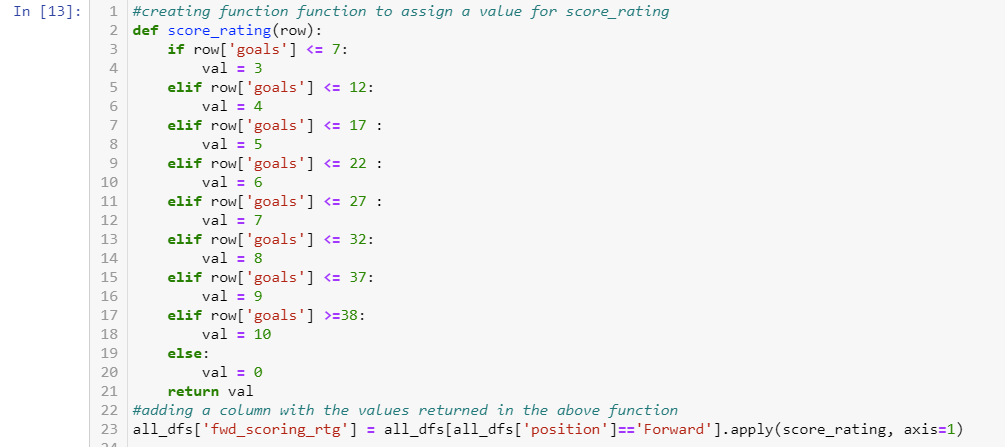 In [13]:
1 #creating function function to assign a value for score_rating
2 def score_rating(row):
3     if row['goals'] <= 7:
4         val = 3
5     elif row['goals'] <= 12:
6         val = 4
7     elif row['goals'] <= 17 :
8         val = 5
9     elif row['goals'] <= 22 :
10         val = 6
11     elif row['goals'] <= 27 :
12         val = 7
13     elif row['goals'] <= 32:
14         val = 8
15     elif row['goals'] <= 37:
16         val = 9
17     elif row['goals'] >=38:
18         val = 10
19     else:
20         val = 0
21     return val
22 #adding a column with the values returned in the above function
23 all_dfs['fwd_scoring_rtg'] = all_dfs[all_dfs['position']=='Forward'].apply(score_rating, axis=1)